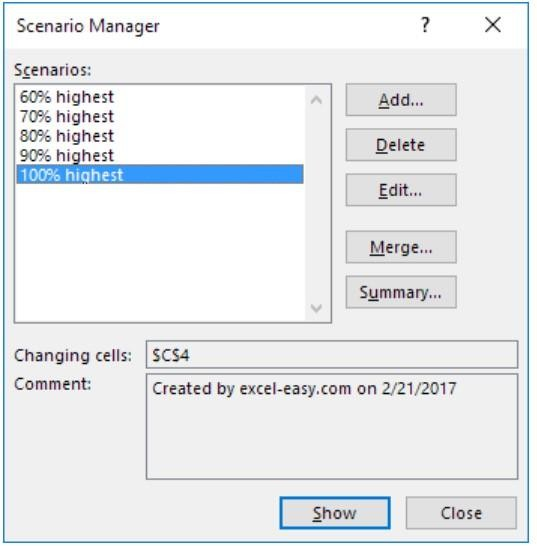 Scenario Manager ? ✕
Scenarios:
60% highest
70% highest
80% highest
90% highest
100% highest
Add...
Delete
Edit...
Merge...
Summary...
Changing cells: $C$4
Comment: Created by excel-easy.com on 2/21/2017
Show Close